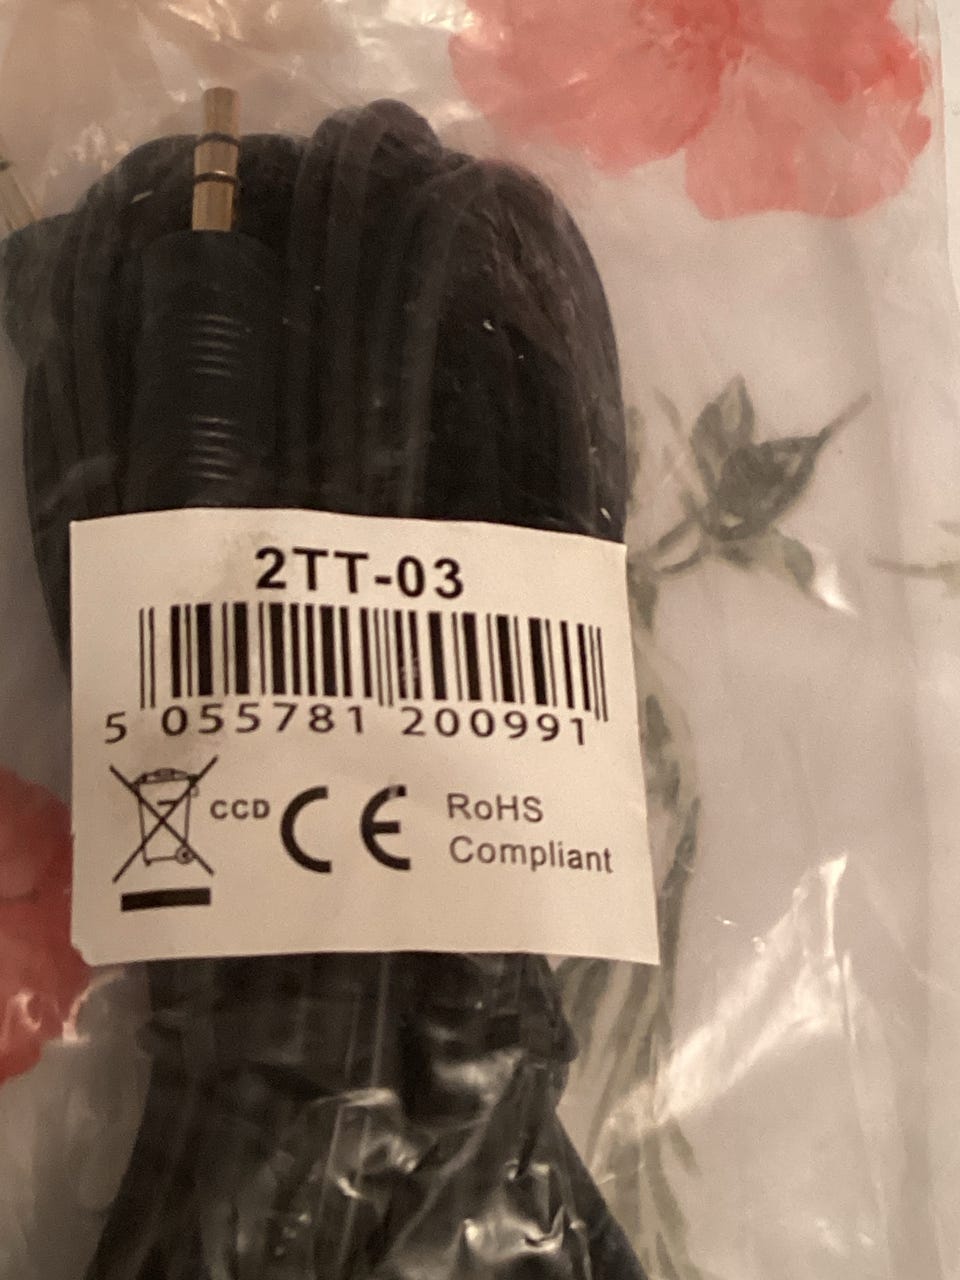 2TT-03
5 055781 200991
CCD CE RoHS
Compliant